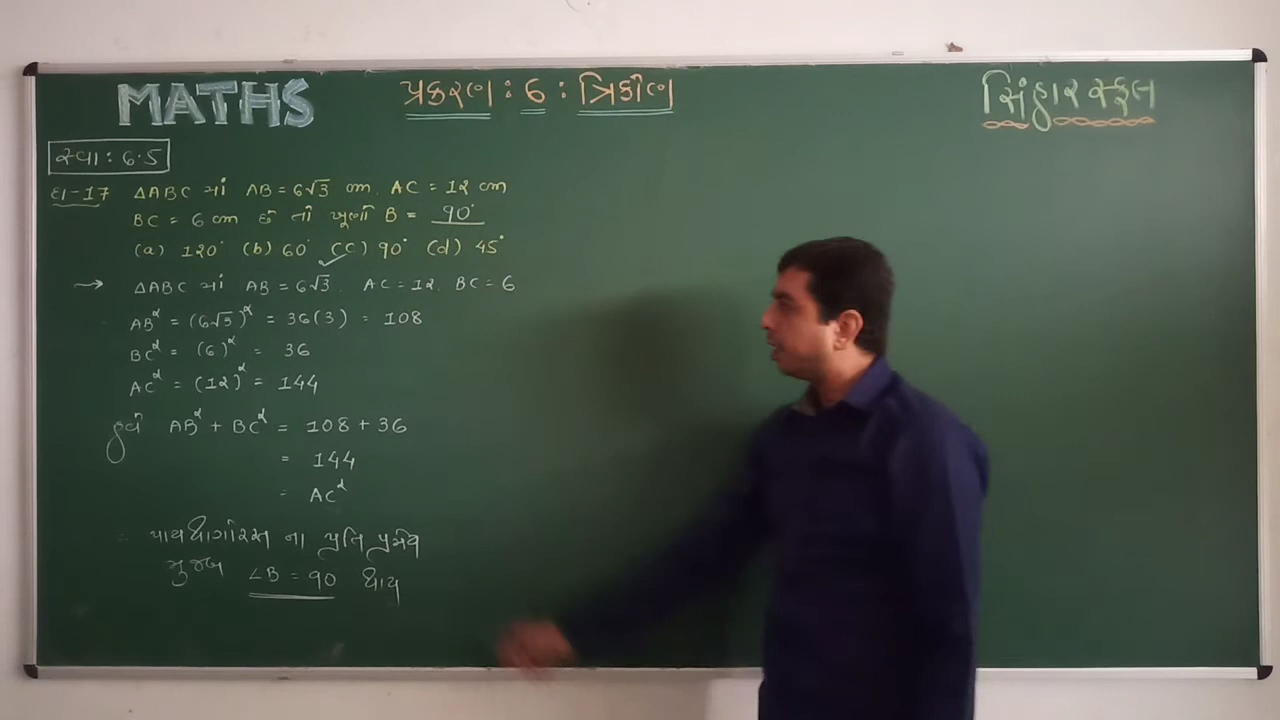 MATHS
પ્રકરણ : 6 : ત્રિકોણ
સિંહાર સ્કૂલ
સ્વા : 6.5
દા-17 ΔABC માં AB = 6√3 cm, AC = 12 cm
BC = 6 cm છે તો ખૂણો B = 90°
(a) 120° (b) 60° (c) 90° (d) 45°
→ ΔABC માં AB = 6√3, AC = 12, BC = 6
AB² = (6√3)² = 36(3) = 108
BC² = (6)² = 36
AC² = (12)² = 144
હવે AB² + BC² = 108 + 36
= 144
= AC²
∴ પાયથાગોરસ ના પ્રતિ પ્રમેય
મુજબ ∠B = 90 થાય